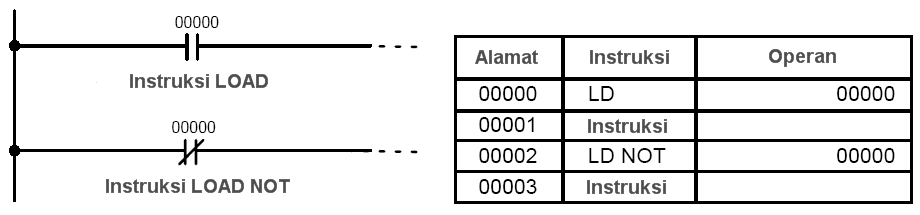 00000
Instruksi LOAD
00000
Instruksi LOAD NOT
Alamat Instruksi Operan
00000 LD 00000
00001 Instruksi
00002 LD NOT 00000
00003 Instruksi